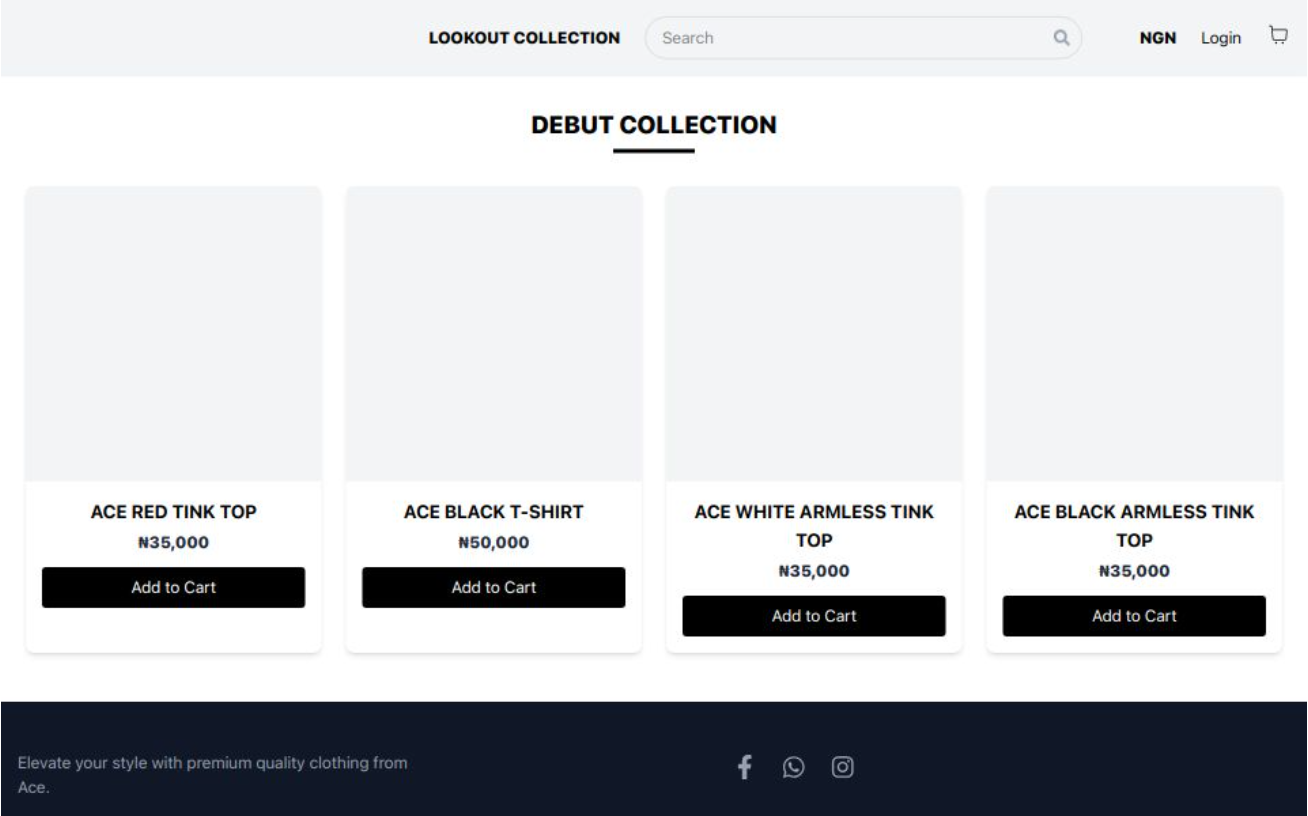 LOOKOUT COLLECTION
Search
NGN
Login
DEBUT COLLECTION
ACE RED TINK TOP
₦35,000
Add to Cart
ACE BLACK T-SHIRT
₦50,000
Add to Cart
ACE WHITE ARMLESS TINK
TOP
₦35,000
Add to Cart
ACE BLACK ARMLESS TINK
TOP
₦35,000
Add to Cart
Elevate your style with premium quality clothing from
Ace.